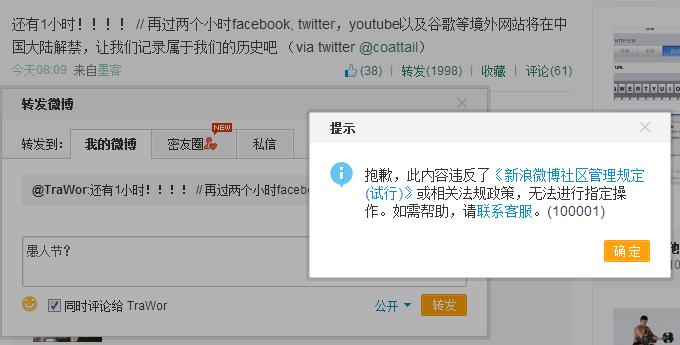 还有1小时！！！！ // 再过两个小时facebook, twitter，youtube以及谷歌等境外网站将在中
国大陆解禁，让我们记录属于我们的历史吧 （via twitter @coattail）
今天08:09 来自墨客
(38) | 转发(1998) | 收藏 | 评论(61)
转发微博
转发到：
我的微博
密友圈
NEW
私信
@TraWor:还有1小时！！！！ //再过两个小时facebo
愚人节？
同时评论给 TraWor
公开
转发
提示
抱歉，此内容违反了《新浪微博社区管理规定
(试行)》或相关法规政策，无法进行指定操
作。如需帮助，请联系客服。(100001)
确定
URL
QWERTYUIO